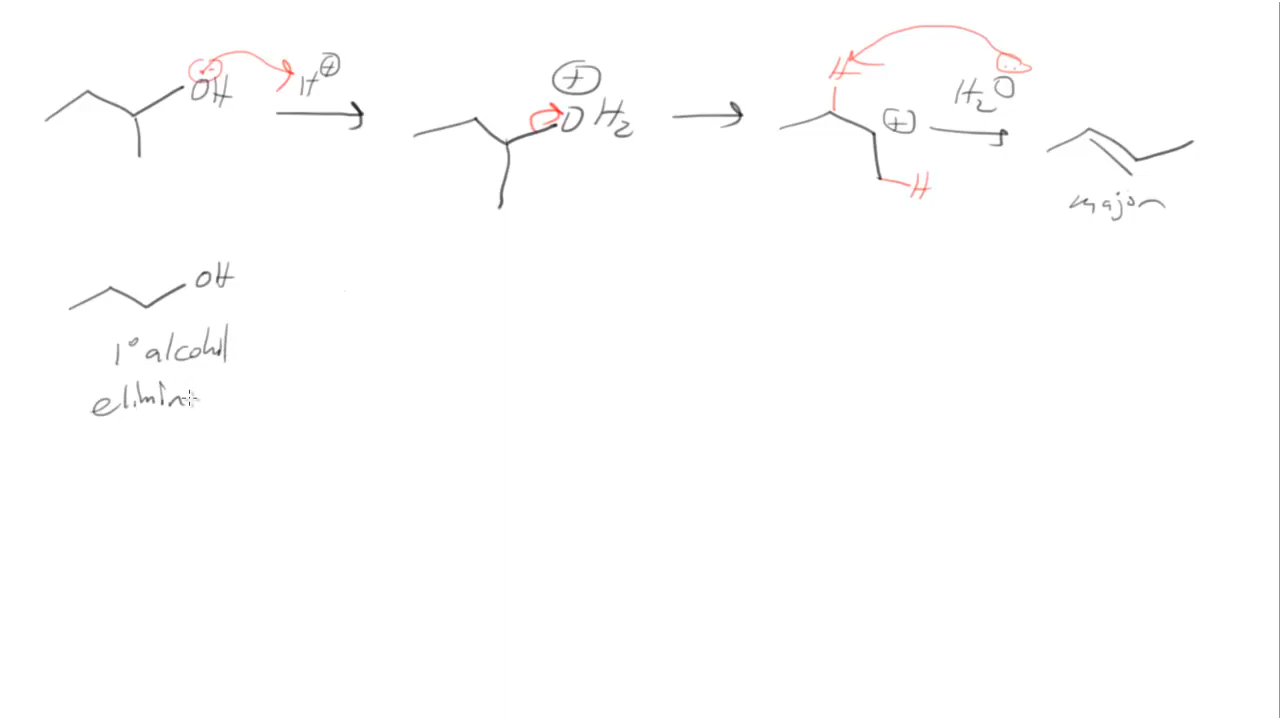 OH H⊕ ⊕ OH₂ H ⊕ H H₂O
major
OH
1° alcohol
elimin